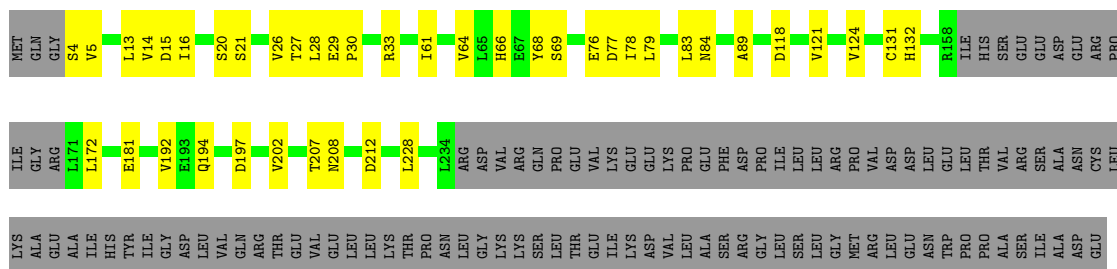 MET GLN GLY S4 V5 L13 V14 D15 I16 S20 S21 V26 T27 L28 E29 P30 R33 I61 V64 L65 H66 E67 Y68 S69 E76 D77 I78 L79 L83 N84 A89 D118 V121 V124 C131 H132 R158 ILE HIS SER GLU GLU ASP GLU ARG PRO
ILE GLY ARG L171 L172 E181 V192 E193 Q194 D197 V202 T207 N208 D212 L228 L234 ARG ASP VAL ARG GLN PRO GLU VAL LYS GLU GLU LYS PRO GLU PHE ASP PRO ILE LEU LEU ARG PRO VAL ASP ASP LEU GLU LEU THR VAL ARG SER ALA ASN CYS LEU
LYS ALA GLU ALA ILE HIS TYR ILE GLY ASP LEU VAL GLN ARG THR GLU VAL GLU LEU LEU LYS THR PRO ASN LEU GLY LYS LYS SER LEU THR GLU ILE LYS ASP VAL LEU ALA SER ARG GLY LEU SER LEU GLY MET ARG LEU GLU ASN TRP PRO PRO ALA SER ILE ALA ASP GLU